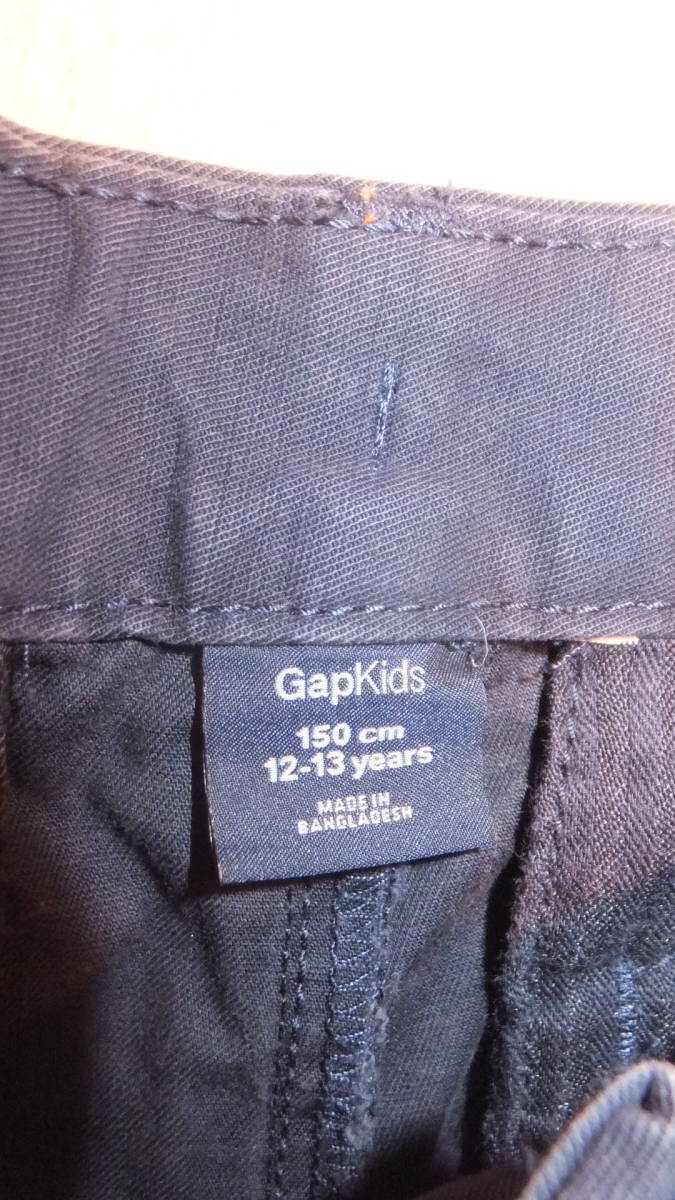 GapKids
150 cm
12-13 years
MADE IN
BANGLADESH